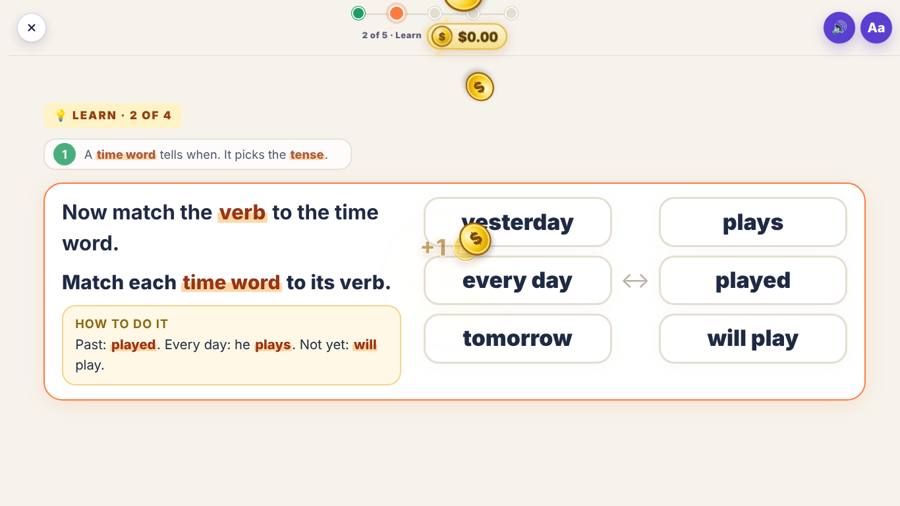 ×
2 of 5 · Learn
$ $0.00
Aa
LEARN · 2 OF 4
1 A time word tells when. It picks the tense.
Now match the verb to the time
word.
Match each time word to its verb.
HOW TO DO IT
Past: played. Every day: he plays. Not yet: will
play.
yesterday
plays
+1
every day
played
tomorrow
will play